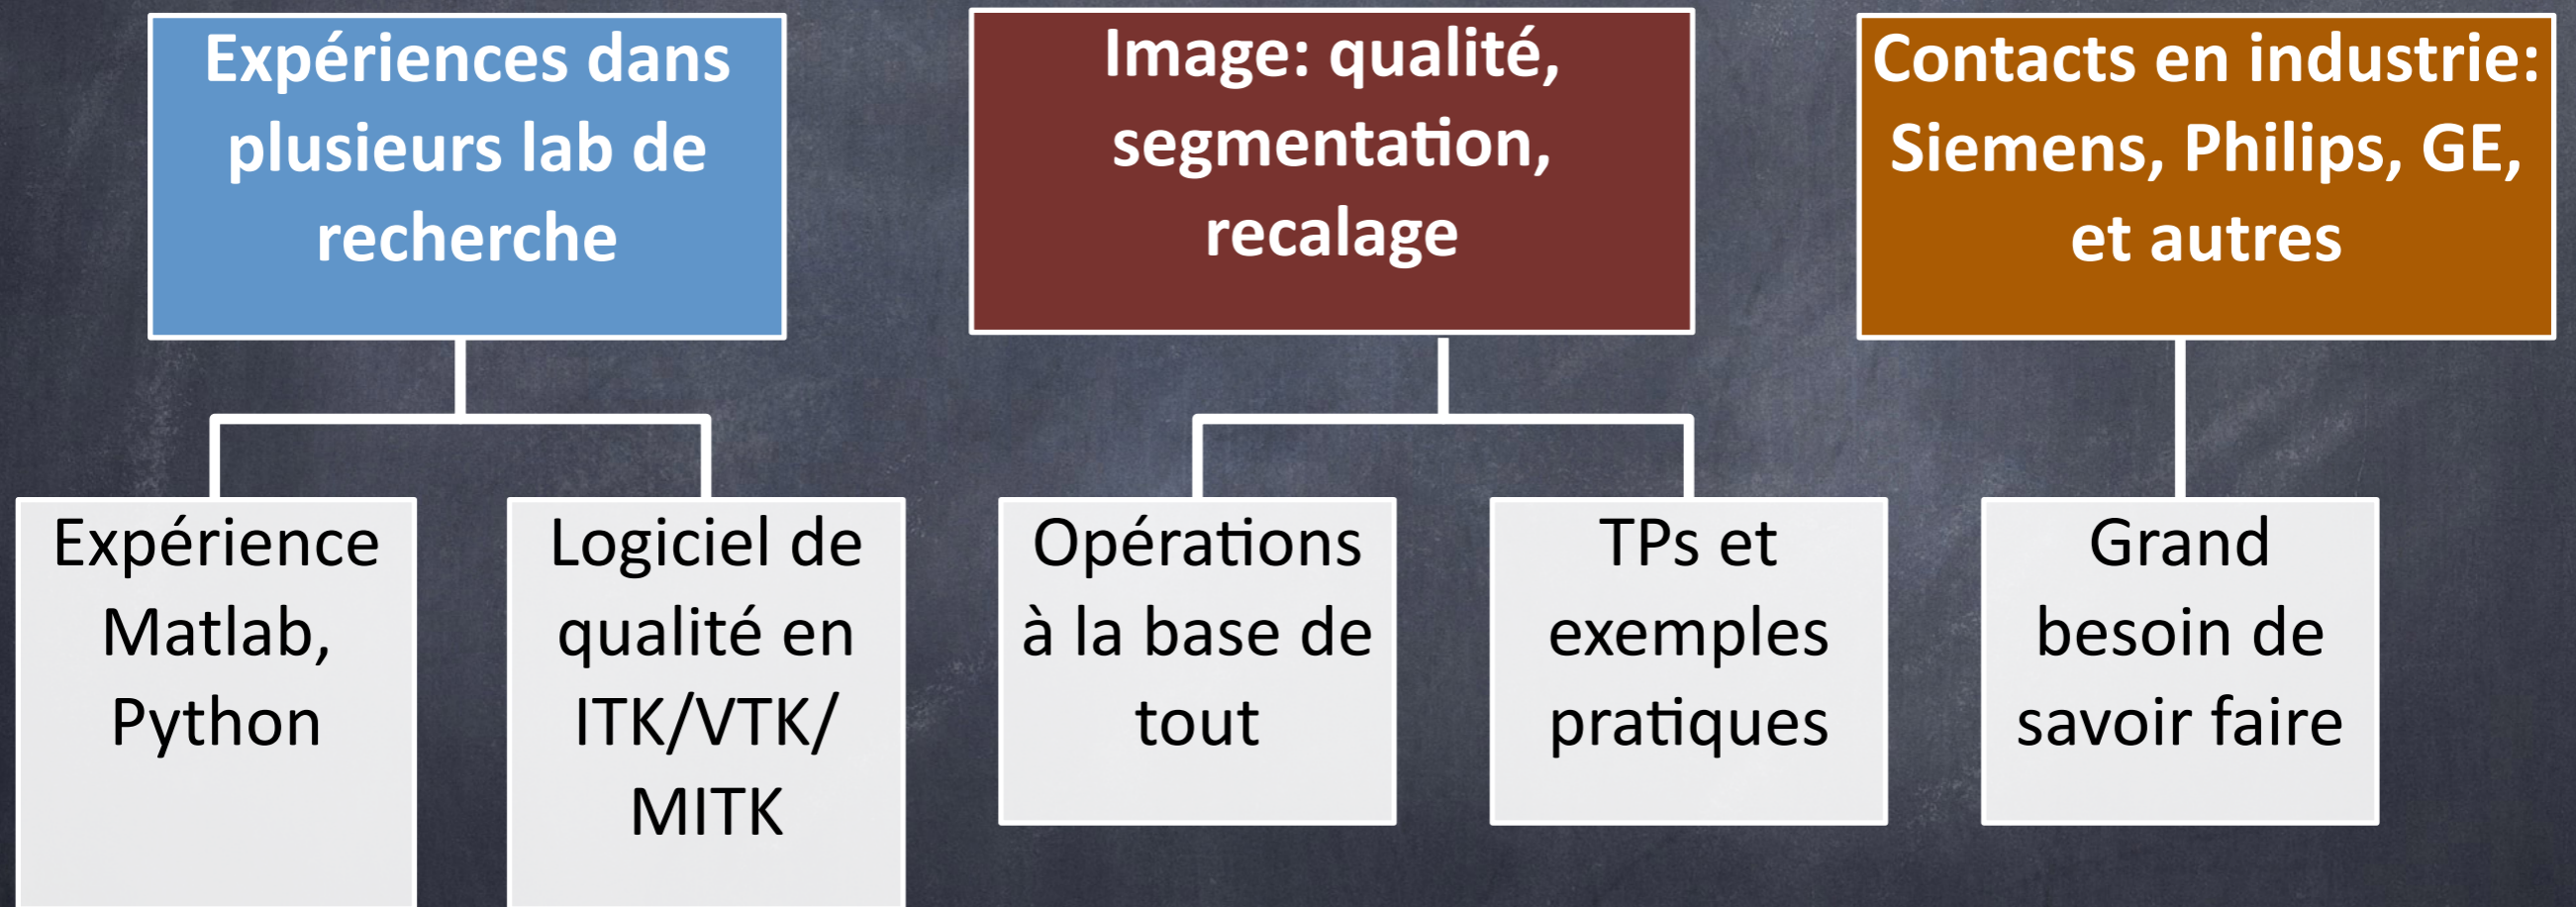 Expériences dans
plusieurs lab de
recherche
Image: qualité,
segmentation,
recalage
Contacts en industrie:
Siemens, Philips, GE,
et autres
Expérience
Matlab,
Python
Logiciel de
qualité en
ITK/VTK/
MITK
Opérations
à la base de
tout
TPs et
exemples
pratiques
Grand
besoin de
savoir faire